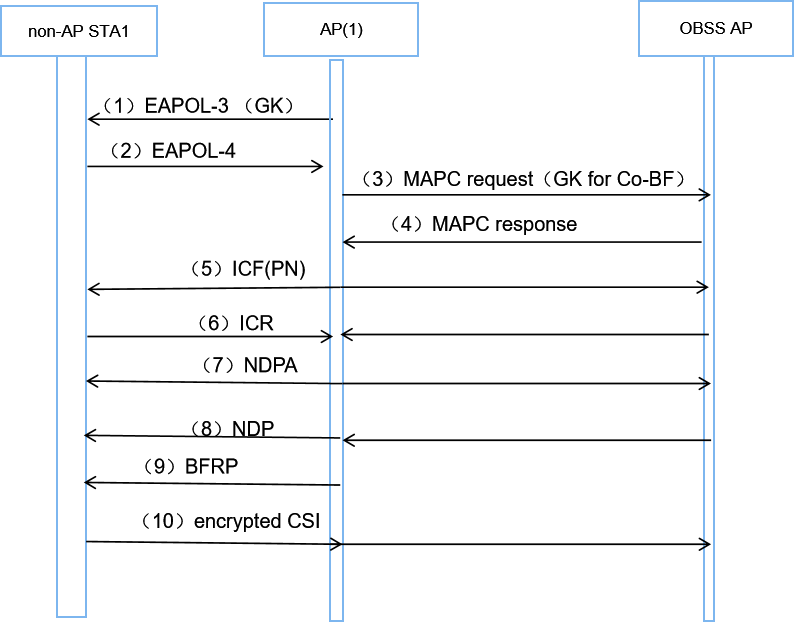 non-AP STA1
AP(1)
OBSS AP
（1）EAPOL-3 （GK）
（2）EAPOL-4
（3）MAPC request（GK for Co-BF）
（4）MAPC response
（5）ICF(PN)
（6）ICR
（7）NDPA
（8）NDP
（9）BFRP
（10）encrypted CSI